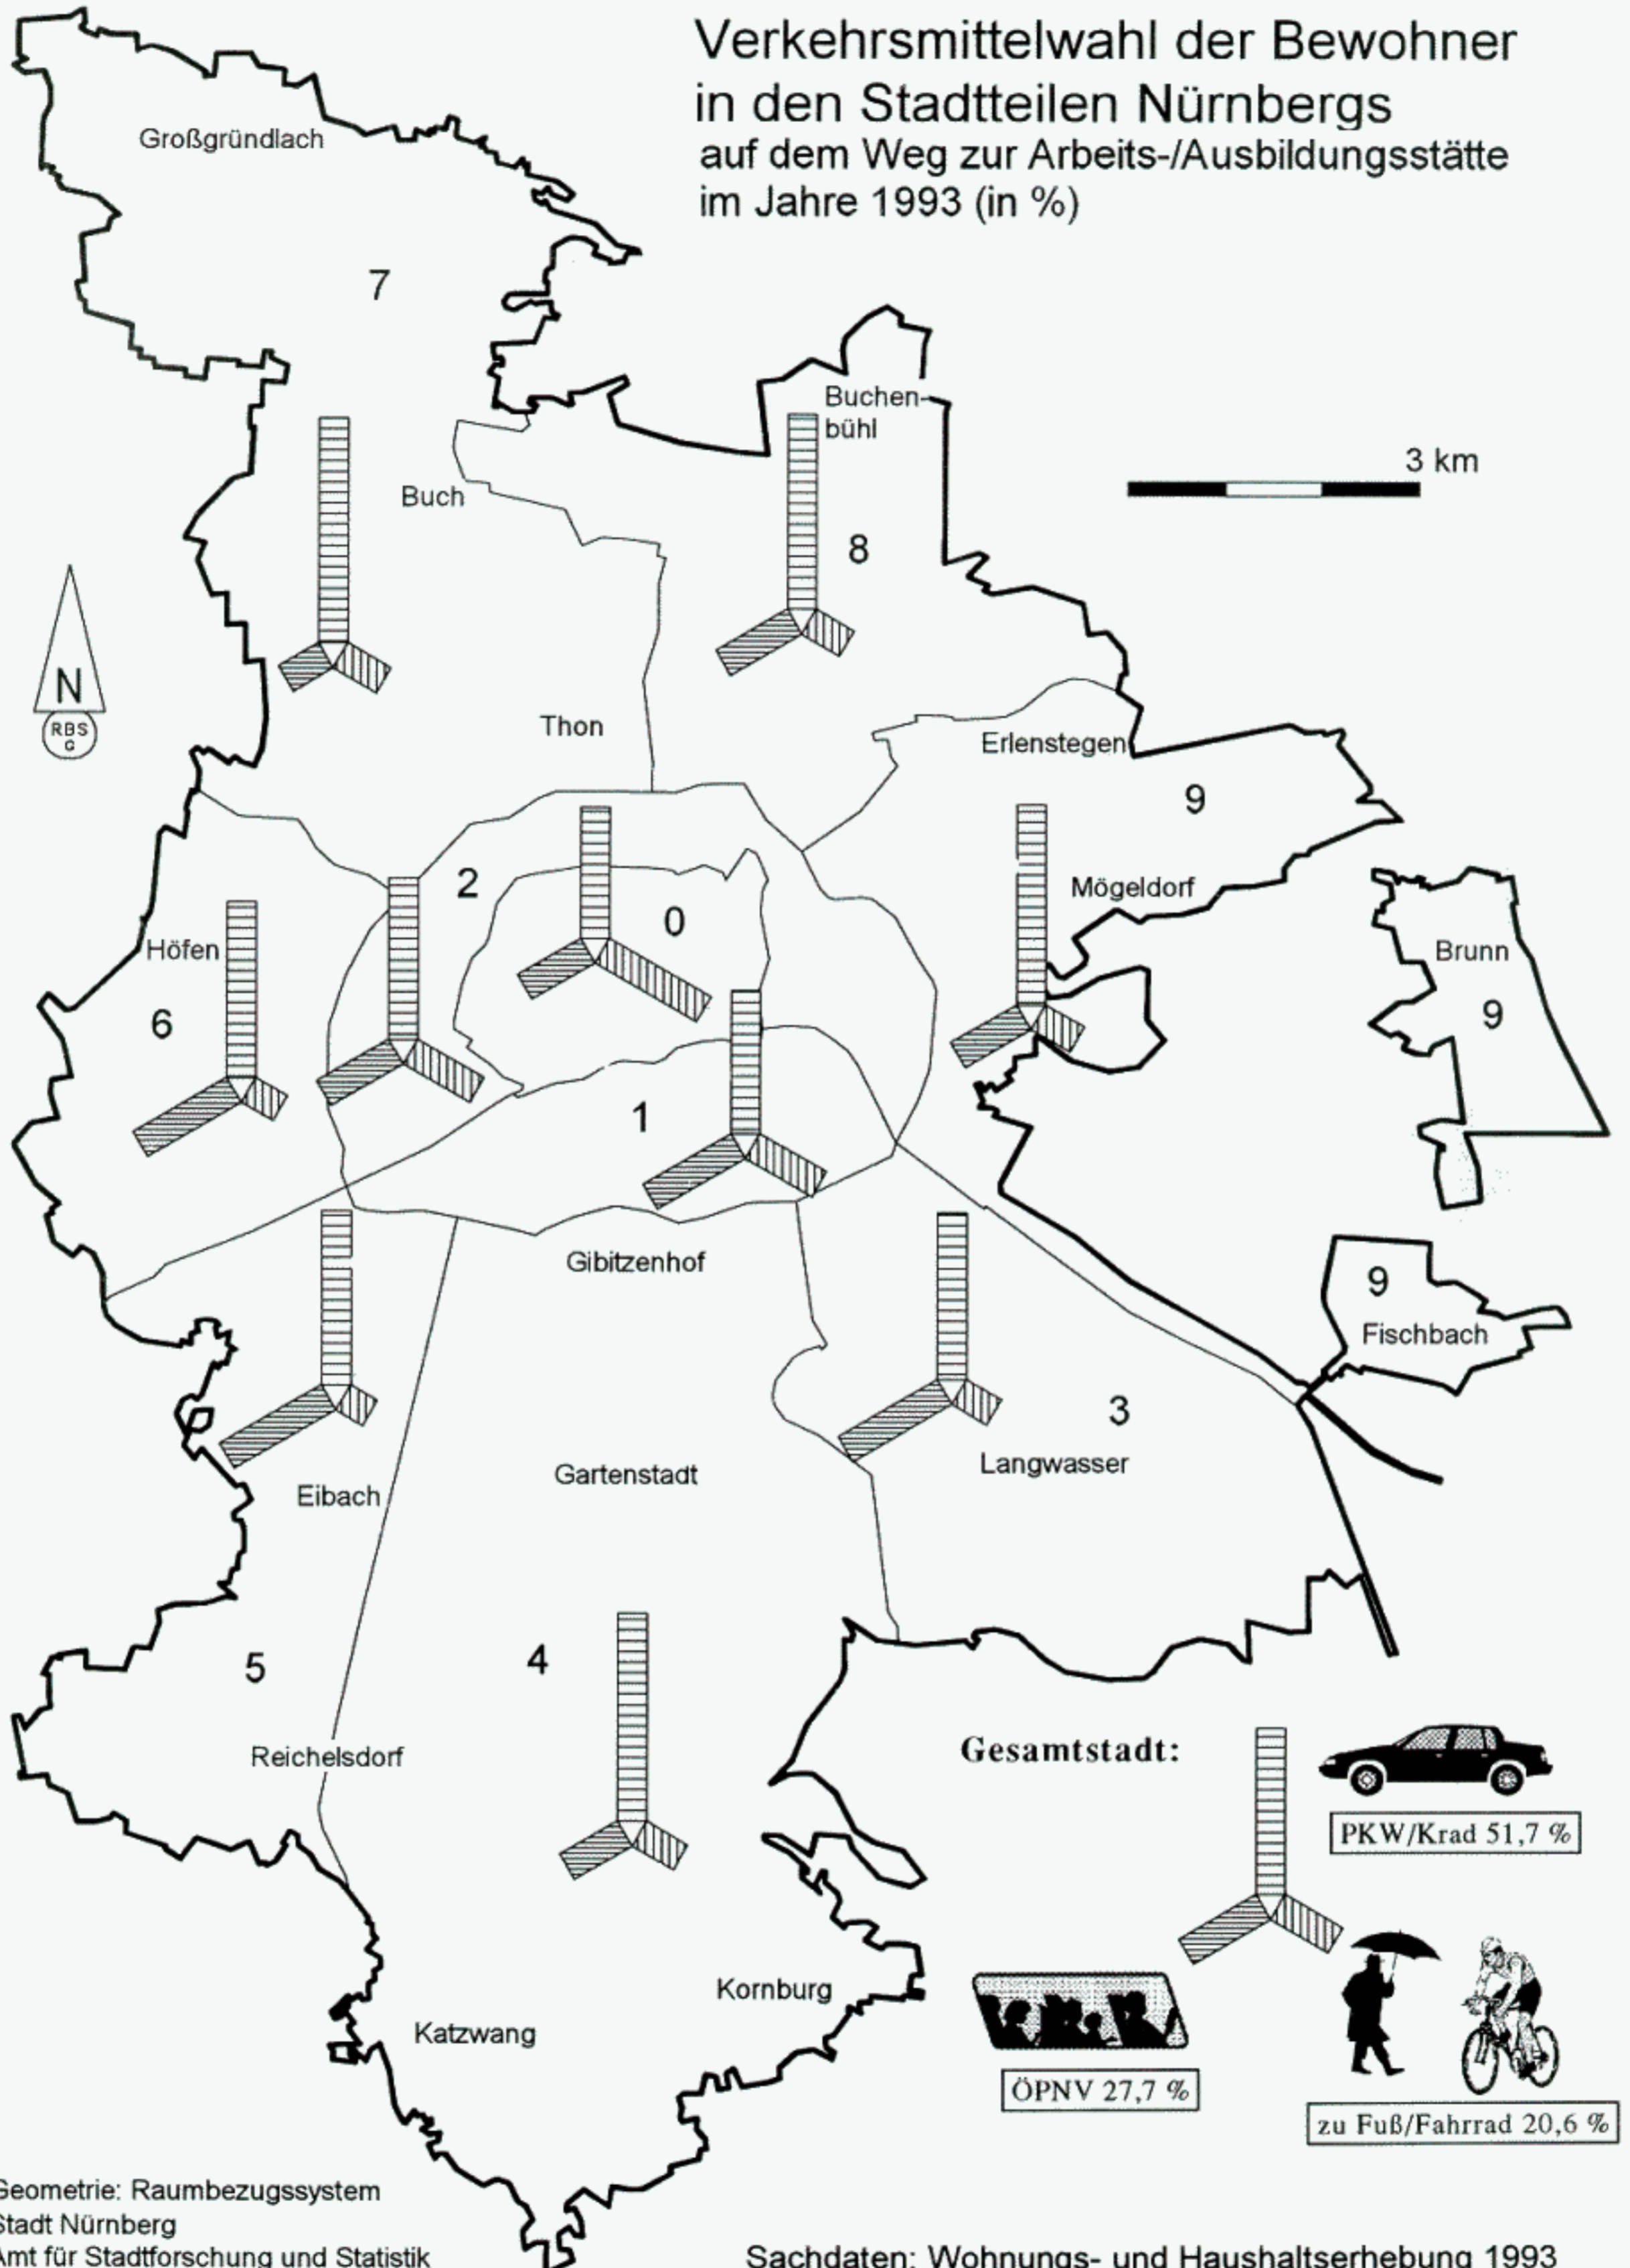 Verkehrsmittelwahl der Bewohner
in den Stadtteilen Nürnbergs
auf dem Weg zur Arbeits-/Ausbildungsstätte
im Jahre 1993 (in %)
Großgründlach
7
Buchen-
bühl
3 km
Buch
8
N
RBS
G
Thon
Erlenstegen
9
2
Mögeldorf
0
Höfen
Brunn
6
9
1
Gibitzenhof
9
Fischbach
3
Langwasser
Gartenstadt
Eibach
5
4
Gesamtstadt:
Reichelsdorf
PKW/Krad 51,7 %
Kornburg
Katzwang
ÖPNV 27,7 %
zu Fuß/Fahrrad 20,6 %
Geometrie: Raumbezugssystem
Stadt Nürnberg
Amt für Stadtforschung und Statistik
Sachdaten: Wohnungs- und Haushaltserhebung 1993